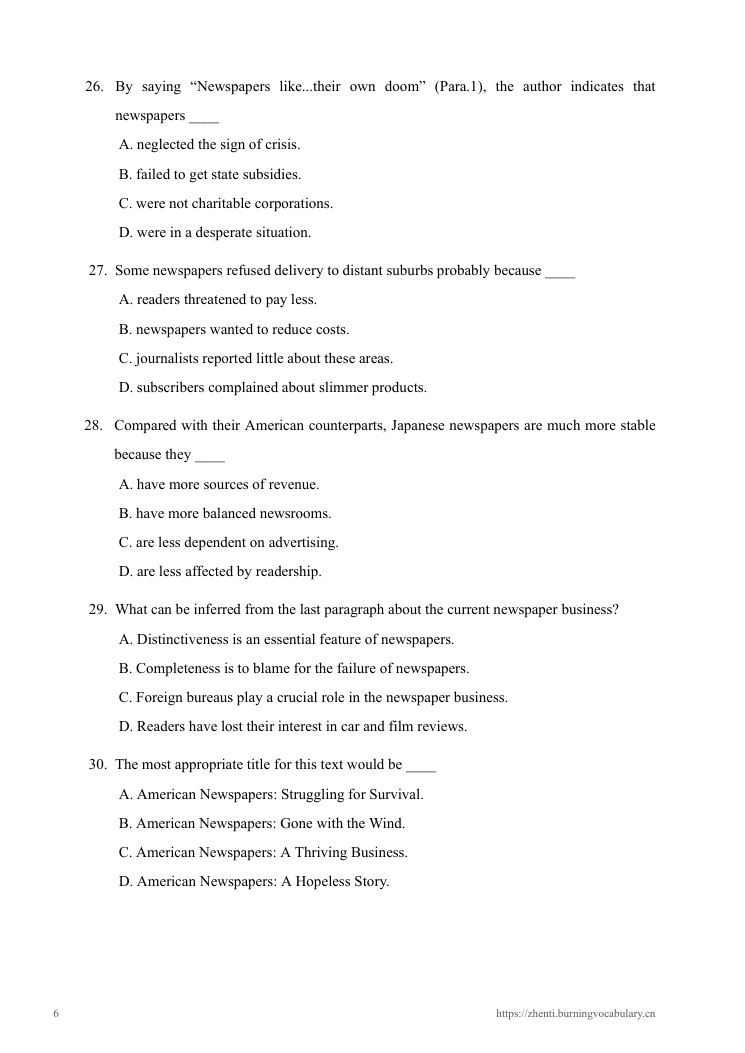 26. By saying “Newspapers like...their own doom” (Para.1), the author indicates that
newspapers ____
A. neglected the sign of crisis.
B. failed to get state subsidies.
C. were not charitable corporations.
D. were in a desperate situation.
27. Some newspapers refused delivery to distant suburbs probably because ____
A. readers threatened to pay less.
B. newspapers wanted to reduce costs.
C. journalists reported little about these areas.
D. subscribers complained about slimmer products.
28. Compared with their American counterparts, Japanese newspapers are much more stable
because they ____
A. have more sources of revenue.
B. have more balanced newsrooms.
C. are less dependent on advertising.
D. are less affected by readership.
29. What can be inferred from the last paragraph about the current newspaper business?
A. Distinctiveness is an essential feature of newspapers.
B. Completeness is to blame for the failure of newspapers.
C. Foreign bureaus play a crucial role in the newspaper business.
D. Readers have lost their interest in car and film reviews.
30. The most appropriate title for this text would be ____
A. American Newspapers: Struggling for Survival.
B. American Newspapers: Gone with the Wind.
C. American Newspapers: A Thriving Business.
D. American Newspapers: A Hopeless Story.
6
https://zhenti.burningvocabulary.cn